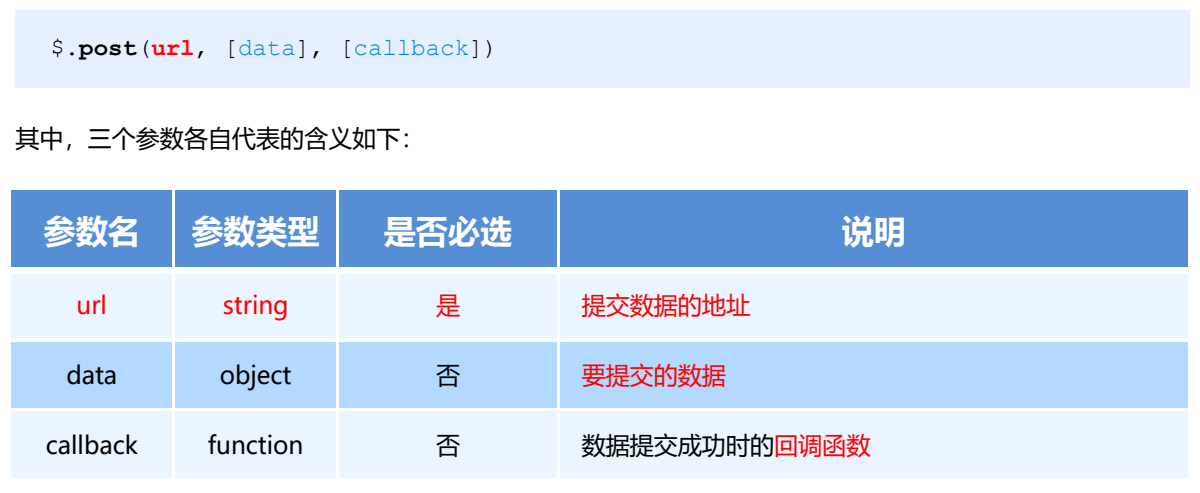 $.post(url, [data], [callback])
其中，三个参数各自代表的含义如下：
参数名 参数类型 是否必选 说明
url string 是 提交数据的地址
data object 否 要提交的数据
callback function 否 数据提交成功时的回调函数